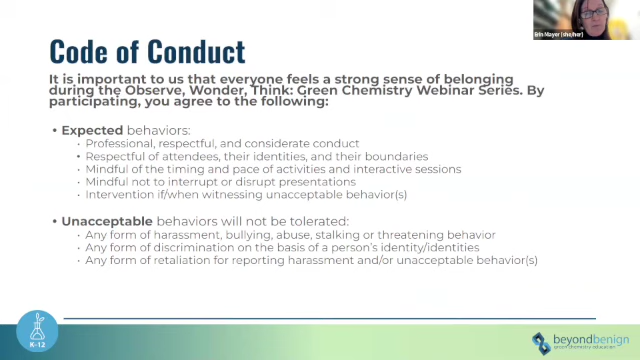 Code of Conduct
It is important to us that everyone feels a strong sense of belonging
during the Observe, Wonder, Think: Green Chemistry Webinar Series. By
participating, you agree to the following:
• Expected behaviors:
• Professional, respectful, and considerate conduct
• Respectful of attendees, their identities, and their boundaries
• Mindful of the timing and pace of activities and interactive sessions
• Mindful not to interrupt or disrupt presentations
• Intervention if/when witnessing unacceptable behavior(s)
• Unacceptable behaviors will not be tolerated:
• Any form of harassment, bullying, abuse, stalking or threatening behavior
• Any form of discrimination on the basis of a person's identity/identities
• Any form of retaliation for reporting harassment and/or unacceptable behavior(s)
Erin Mayer (she/her)
K-12
beyondbenign
green chemistry education